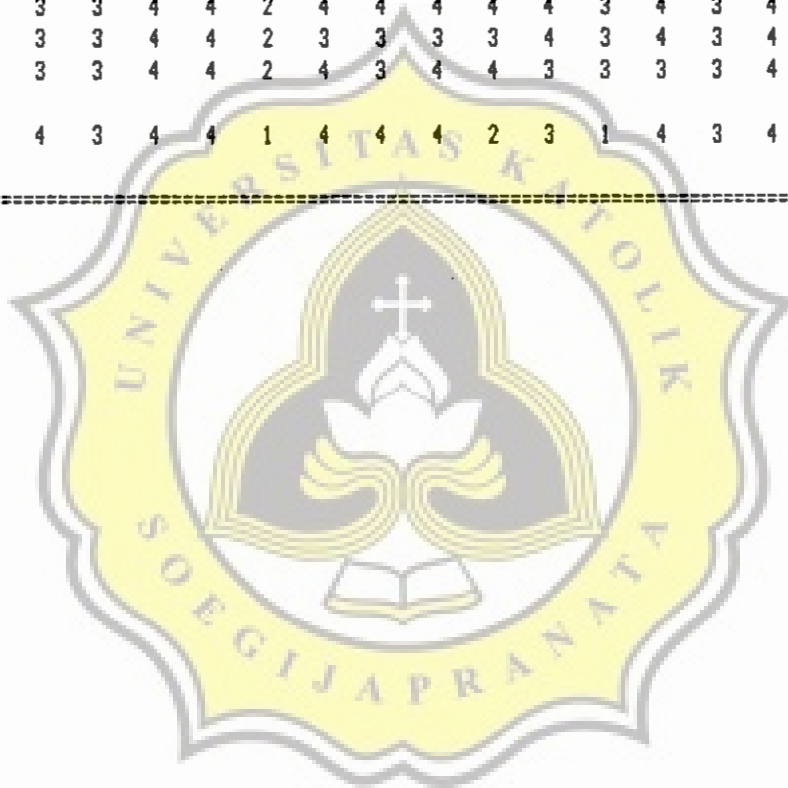 3 3 4 4 2 4 4 4 4 4 3 4 3 4
3 3 4 4 2 3 3 3 3 4 3 4 3 4
3 3 4 4 2 4 3 4 4 3 3 3 3 4
4 3 4 4 1 4 4 4 2 3 1 4 3 4
UNIVERSITAS KATOLIK
SOEGIJAPRANATA